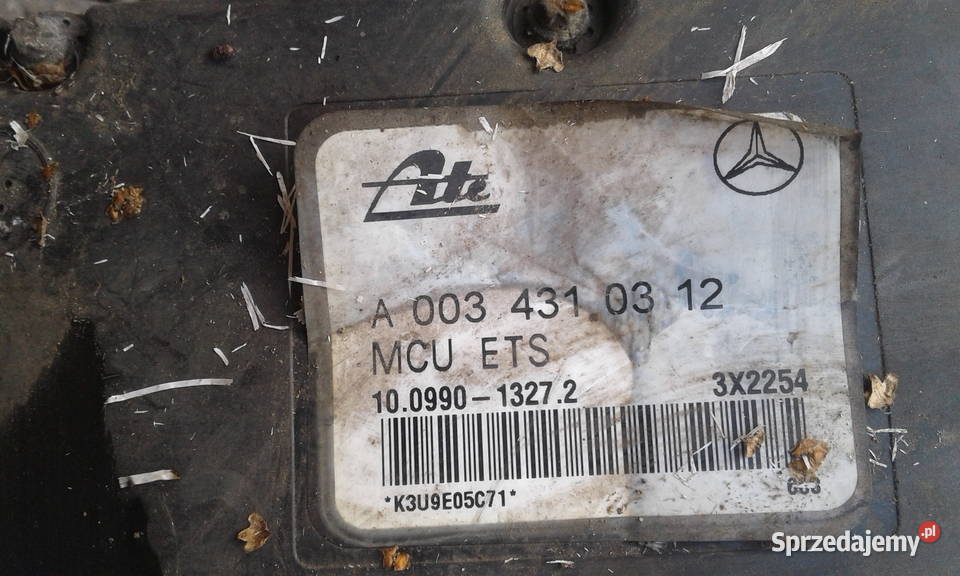 Ate
A 003 431 03 12
MCU ETS
10.0990-1327.2 3X2254
*K3U9E05C71*
Sprzedajemy.pl